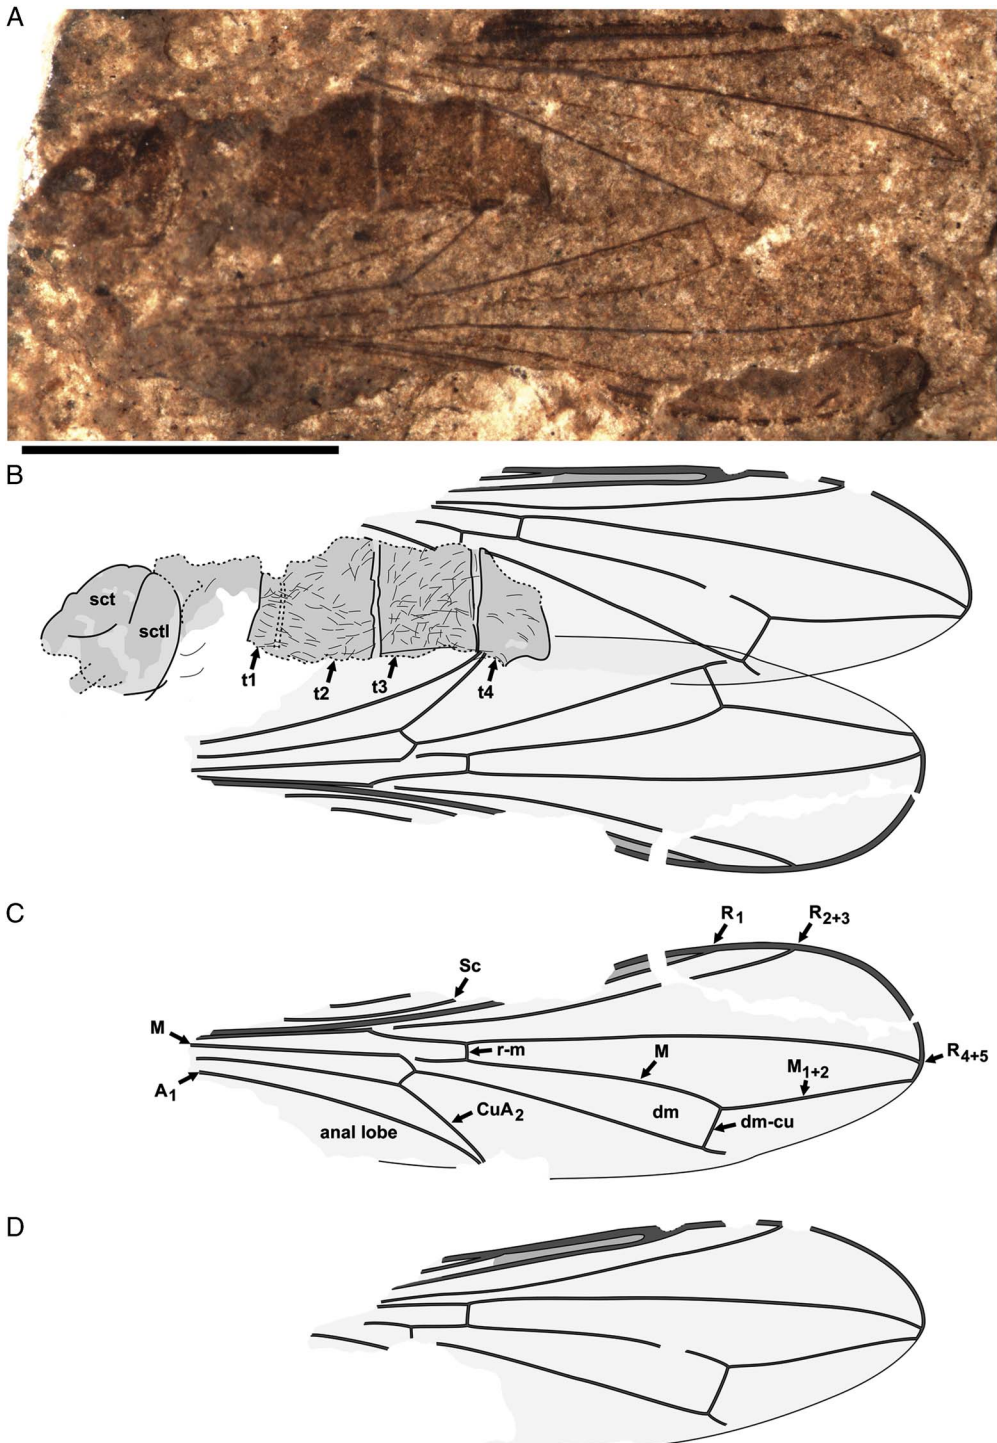 A
B
sct
sctl
t1
t2
t3
t4
C
R1
R2+3
Sc
M
r-m
M
M1+2
R4+5
A1
CuA2
dm
dm-cu
anal lobe
D